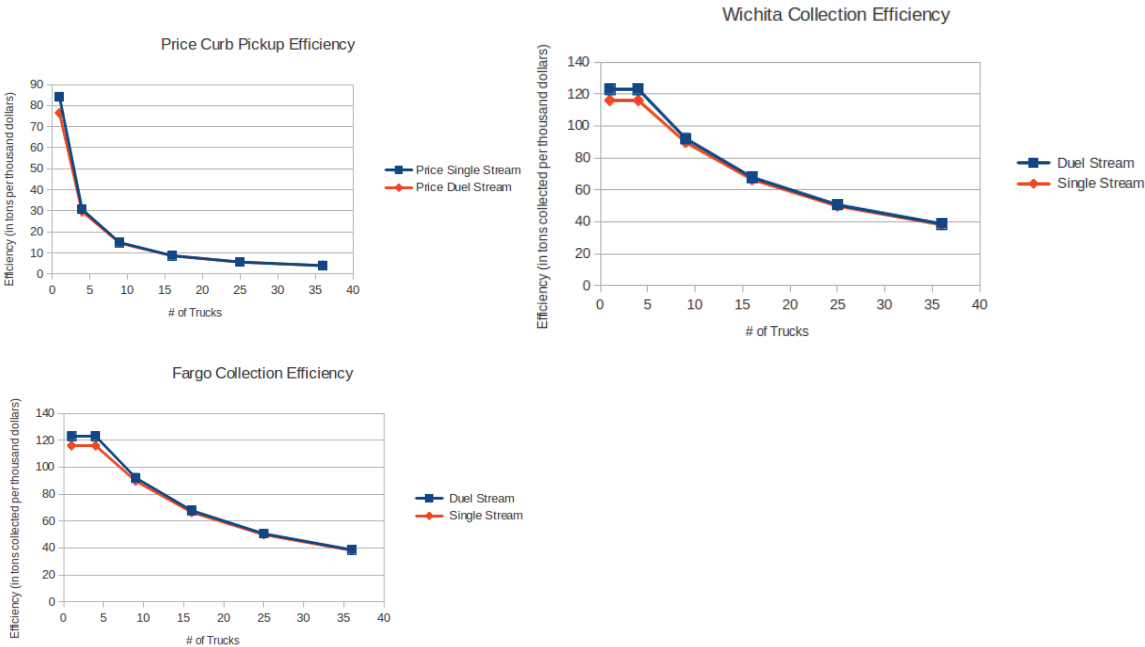 Price Curb Pickup Efficiency
Efficiency (in tons per thousand dollars)
90
80
70
60
50
40
30
20
10
0
0 5 10 15 20 25 30 35 40
# of Trucks
Price Single Stream
Price Duel Stream
Wichita Collection Efficiency
Efficiency (in tons collected per thousand dollars)
140
120
100
80
60
40
20
0
0 5 10 15 20 25 30 35 40
# of Trucks
Duel Stream
Single Stream
Fargo Collection Efficiency
Efficiency (in tons collected per thousand dollars)
140
120
100
80
60
40
20
0
0 5 10 15 20 25 30 35 40
# of Trucks
Duel Stream
Single Stream